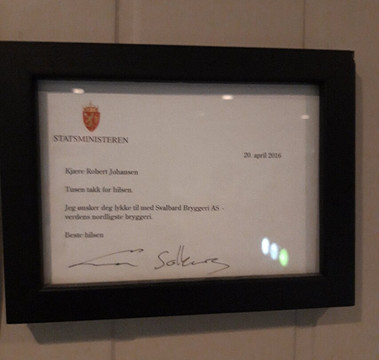 STATSMINISTEREN
20. april 2016
Kjære Robert Johansen
Tusen takk for hilsen.
Jeg ønsker deg lykke til med Svalbard Bryggeri AS -
verdens nordligste bryggeri.
Beste hilsen
Solberg